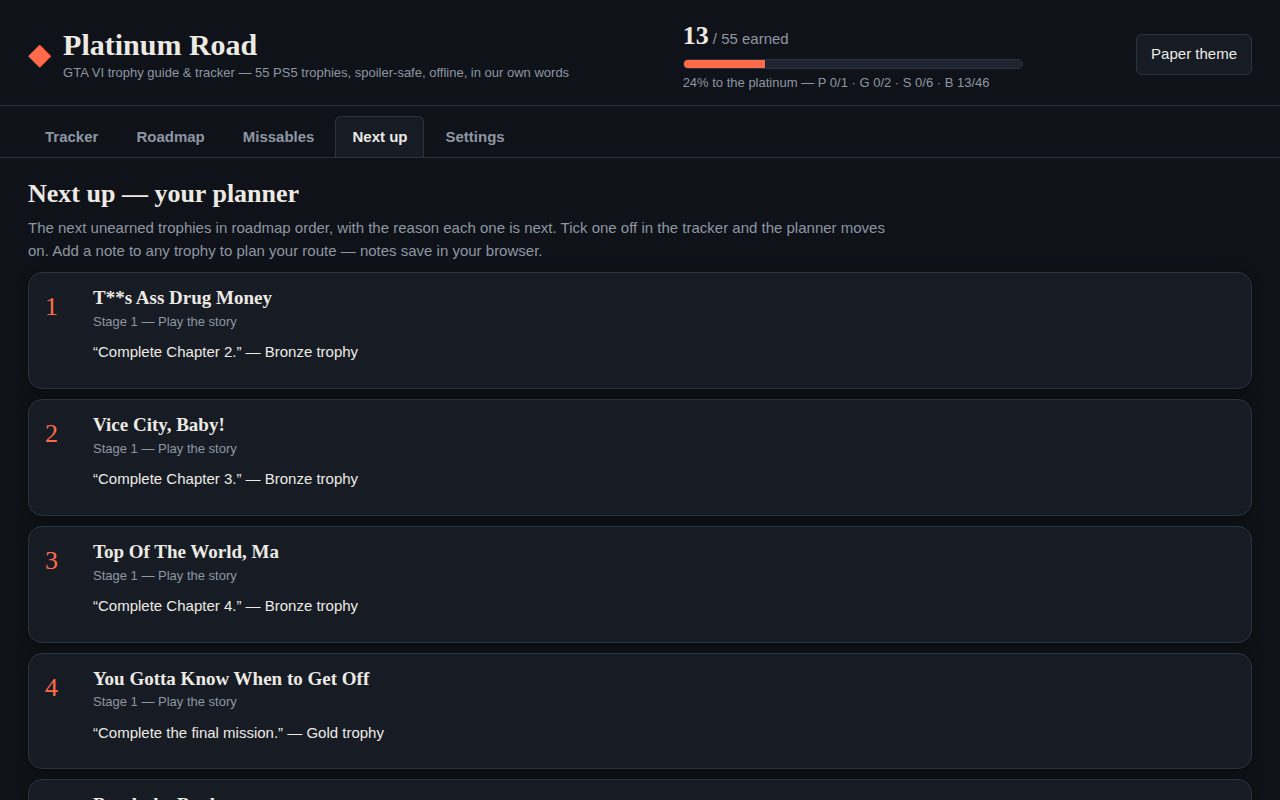 Platinum Road
GTA VI trophy guide & tracker — 55 PS5 trophies, spoiler-safe, offline, in our own words
13 / 55 earned
24% to the platinum — P 0/1 · G 0/2 · S 0/6 · B 13/46
Paper theme
Tracker
Roadmap
Missables
Next up
Settings
Next up — your planner
The next unearned trophies in roadmap order, with the reason each one is next. Tick one off in the tracker and the planner moves
on. Add a note to any trophy to plan your route — notes save in your browser.
1
T**s Ass Drug Money
Stage 1 — Play the story
“Complete Chapter 2.” — Bronze trophy
2
Vice City, Baby!
Stage 1 — Play the story
“Complete Chapter 3.” — Bronze trophy
3
Top Of The World, Ma
Stage 1 — Play the story
“Complete Chapter 4.” — Bronze trophy
4
You Gotta Know When to Get Off
Stage 1 — Play the story
“Complete the final mission.” — Gold trophy